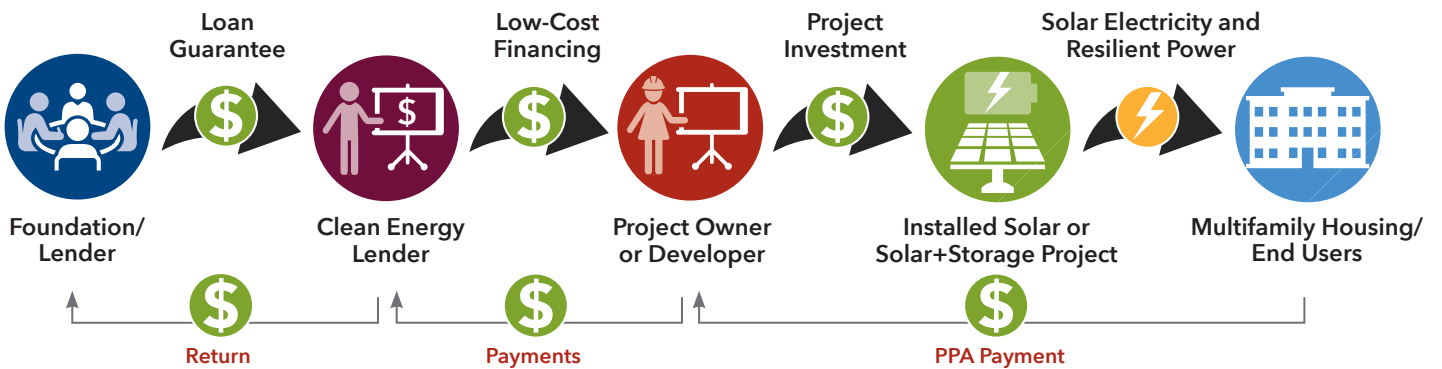 Loan
Guarantee
Low-Cost
Financing
Project
Investment
Solar Electricity and
Resilient Power
$
$
$
$
Foundation/
Lender
Clean Energy
Lender
Project Owner
or Developer
Installed Solar or
Solar+Storage Project
Multifamily Housing/
End Users
$
$
$
Return
Payments
PPA Payment